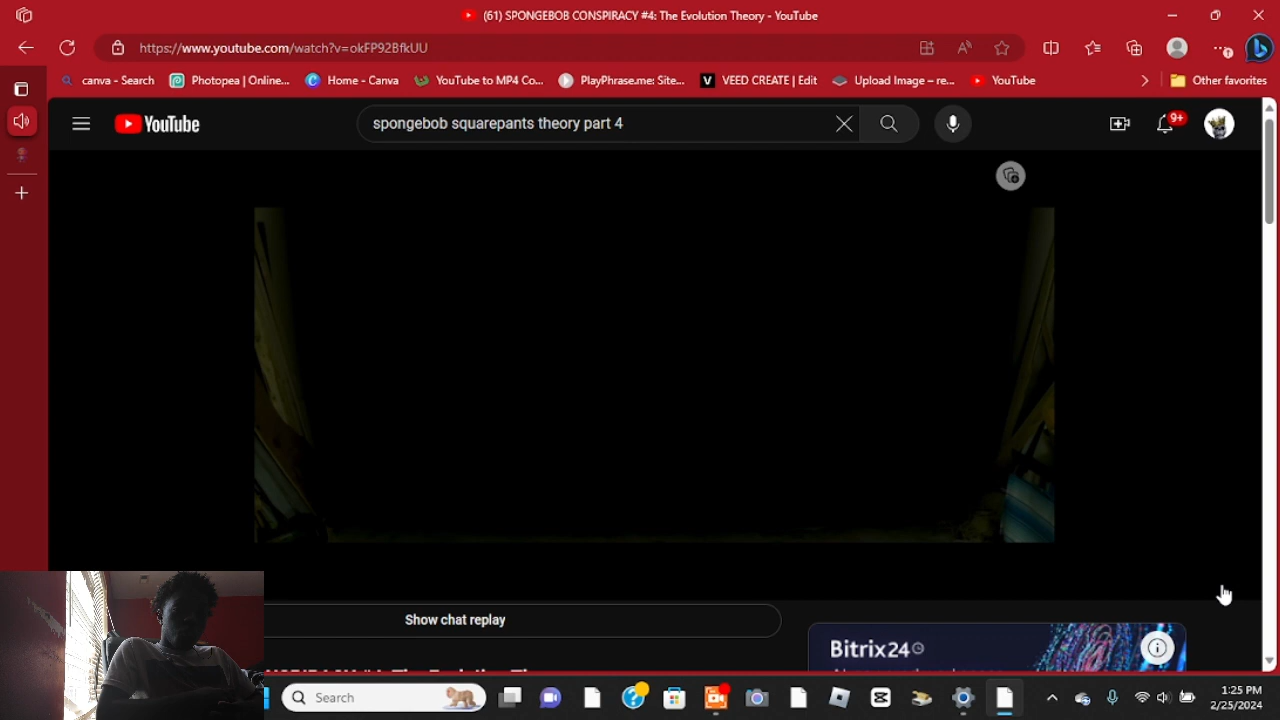 (61) SPONGEBOB CONSPIRACY #4: The Evolution Theory - YouTube
https://www.youtube.com/watch?v=okFP92BfkUU
canva - Search
Photopea | Online...
Home - Canva
YouTube to MP4 Co...
PlayPhrase.me: Site...
VEED CREATE | Edit
Upload Image – re...
YouTube
Other favorites
YouTube
spongebob squarepants theory part 4
9+
Show chat replay
Bitrix24
Search
1:25 PM
2/25/2024